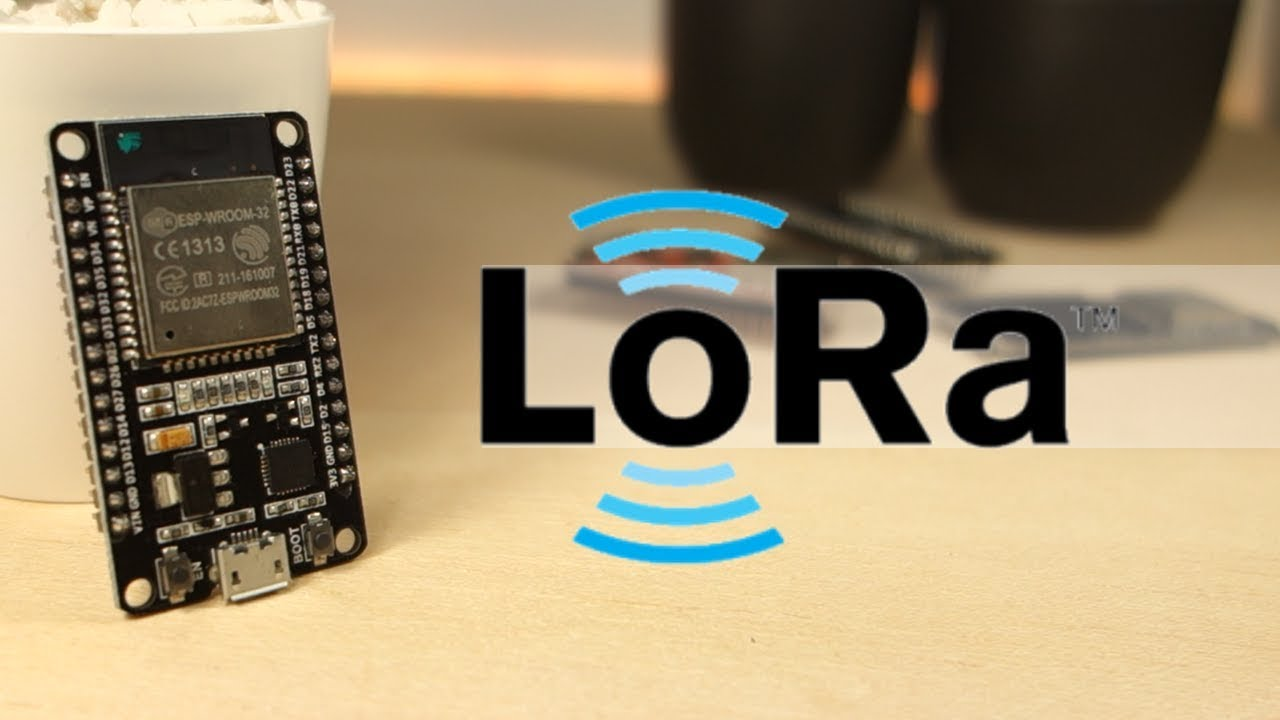 ESP-WROOM-32
CE1313
R 211-161007
FCC ID:2AC7Z-ESPWROOM32
EN
VP
VN
D34
D35
D32
D33
D25
D26
D27
D14
D12
D13
GND
VIN
D23
D22
TX0
RX0
D21
D19
D18
D5
TX2
RX2
D4
D2
D15
GND
3V3
EN
BOOT
LoRa™